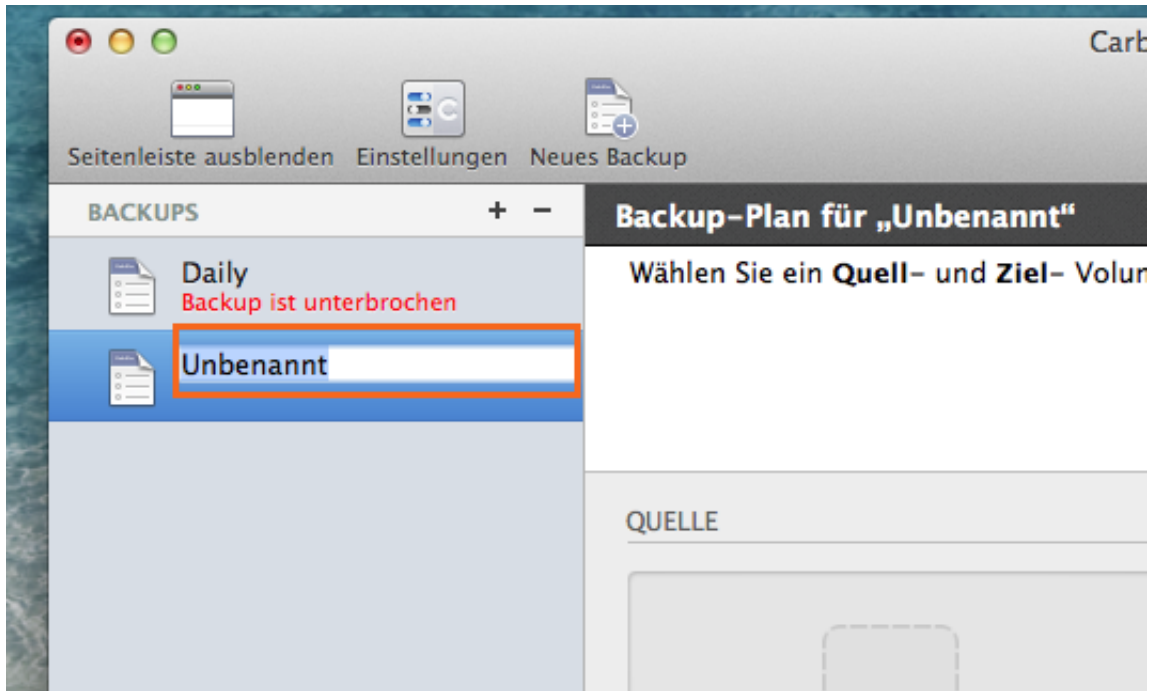 Carb
Seitenleiste ausblenden Einstellungen Neues Backup
BACKUPS + −
Backup-Plan für „Unbenannt“
Daily
Backup ist unterbrochen
Unbenannt
Wählen Sie ein Quell- und Ziel- Volum
QUELLE